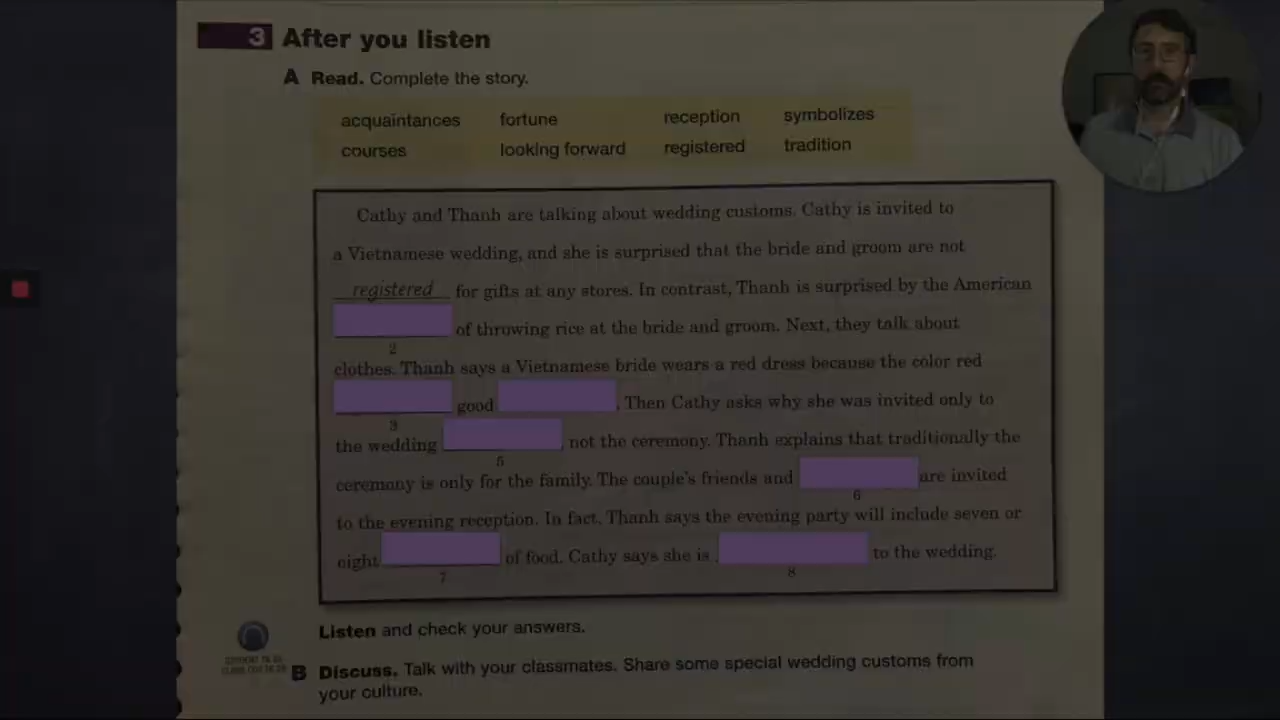 3 After you listen
A Read. Complete the story.
acquaintances fortune reception symbolizes
courses looking forward registered tradition
Cathy and Thanh are talking about wedding customs. Cathy is invited to
a Vietnamese wedding, and she is surprised that the bride and groom are not
registered for gifts at any stores. In contrast, Thanh is surprised by the American
of throwing rice at the bride and groom. Next, they talk about
2
clothes. Thanh says a Vietnamese bride wears a red dress because the color red
good . Then Cathy asks why she was invited only to
3
the wedding , not the ceremony. Thanh explains that traditionally the
5
ceremony is only for the family. The couple's friends and are invited
6
to the evening reception. In fact, Thanh says the evening party will include seven or
eight of food. Cathy says she is to the wedding.
7 8
Listen and check your answers.
B Discuss. Talk with your classmates. Share some special wedding customs from
your culture.